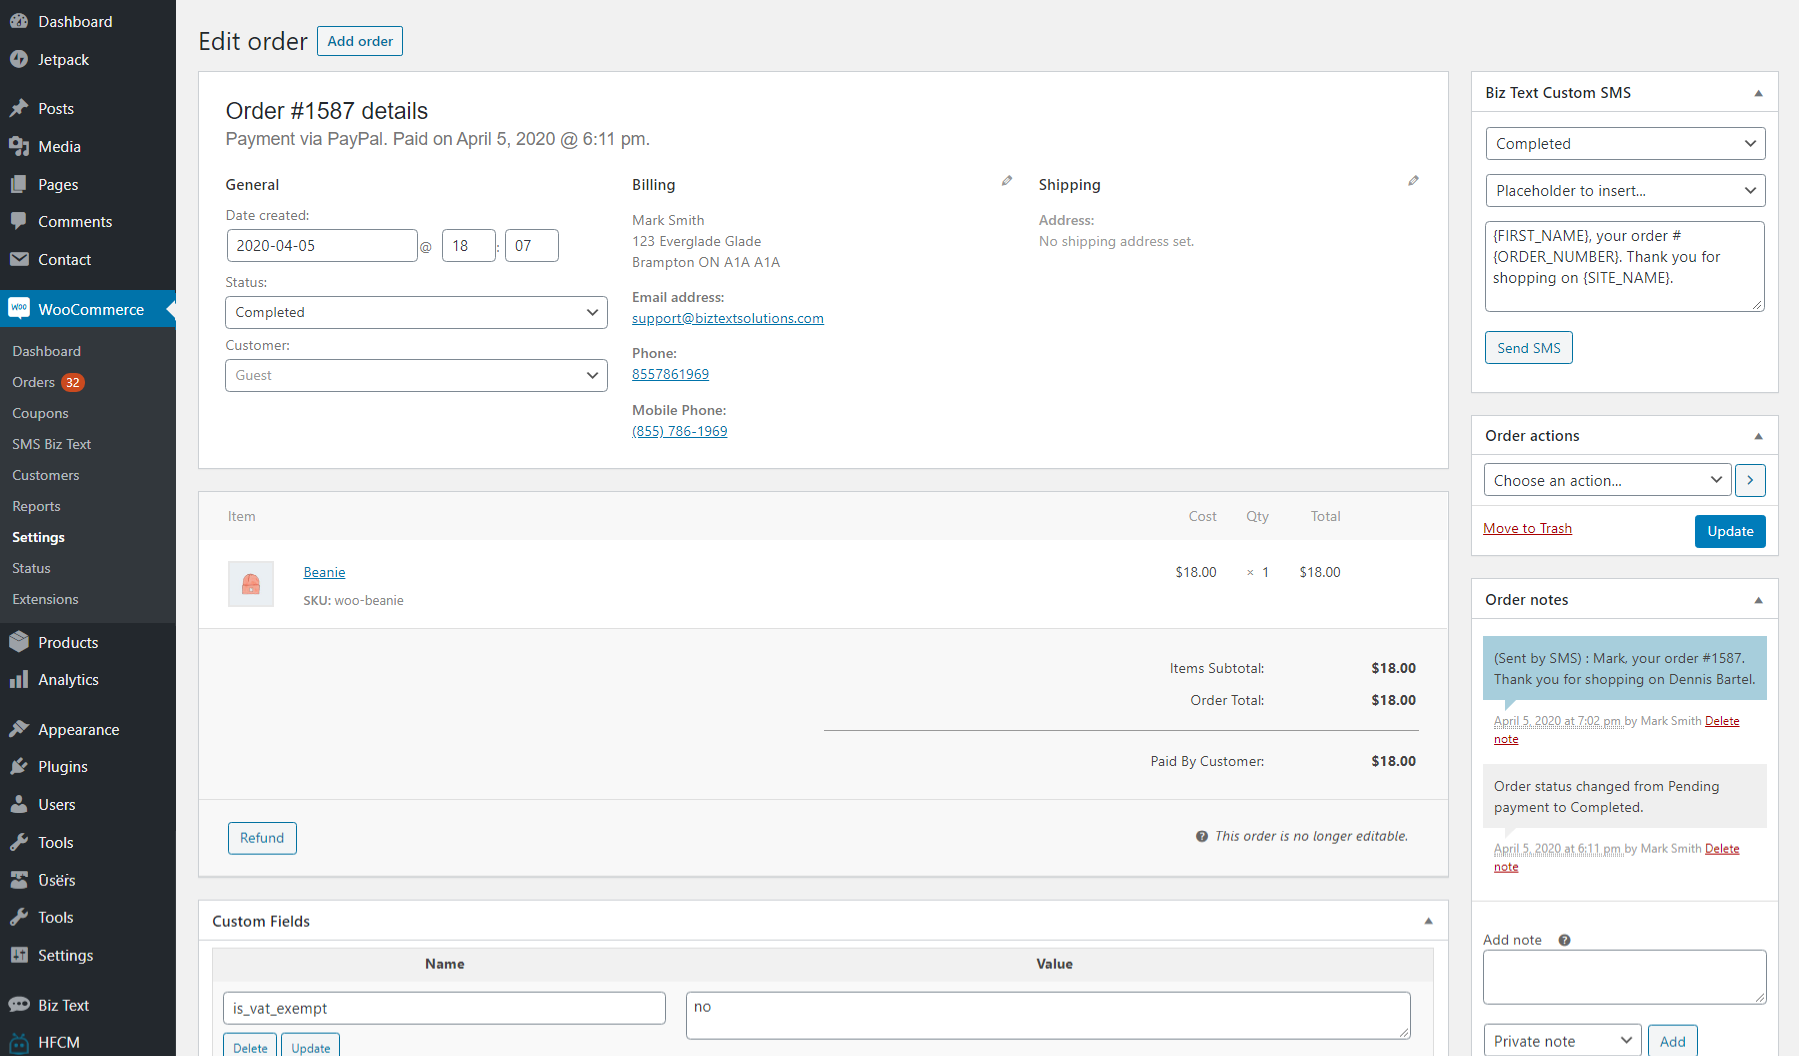 Dashboard
Jetpack
Posts
Media
Pages
Comments
Contact
WooCommerce
Dashboard
Orders 32
Coupons
SMS Biz Text
Customers
Reports
Settings
Status
Extensions
Products
Analytics
Appearance
Plugins
Users
Tools
Users
Tools
Settings
Biz Text
HFCM
Edit order
Add order
Order #1587 details
Payment via PayPal. Paid on April 5, 2020 @ 6:11 pm.
General
Date created:
2020-04-05 @ 18 : 07
Status:
Completed
Customer:
Guest
Billing
Mark Smith
123 Everglade Glade
Brampton ON A1A A1A
Email address:
support@biztextsolutions.com
Phone:
8557861969
Mobile Phone:
(855) 786-1969
Shipping
Address:
No shipping address set.
Item Cost Qty Total
Beanie $18.00 × 1 $18.00
SKU: woo-beanie
Items Subtotal: $18.00
Order Total: $18.00
Paid By Customer: $18.00
Refund
This order is no longer editable.
Custom Fields
Name Value
is_vat_exempt no
Delete Update
Biz Text Custom SMS
Completed
Placeholder to insert...
{FIRST_NAME}, your order #
{ORDER_NUMBER}. Thank you for
shopping on {SITE_NAME}.
Send SMS
Order actions
Choose an action...
Move to Trash
Update
Order notes
(Sent by SMS) : Mark, your order #1587.
Thank you for shopping on Dennis Bartel.
April 5, 2020 at 7:02 pm by Mark Smith Delete
note
Order status changed from Pending
payment to Completed.
April 5, 2020 at 6:11 pm by Mark Smith Delete
note
Add note
Private note
Add